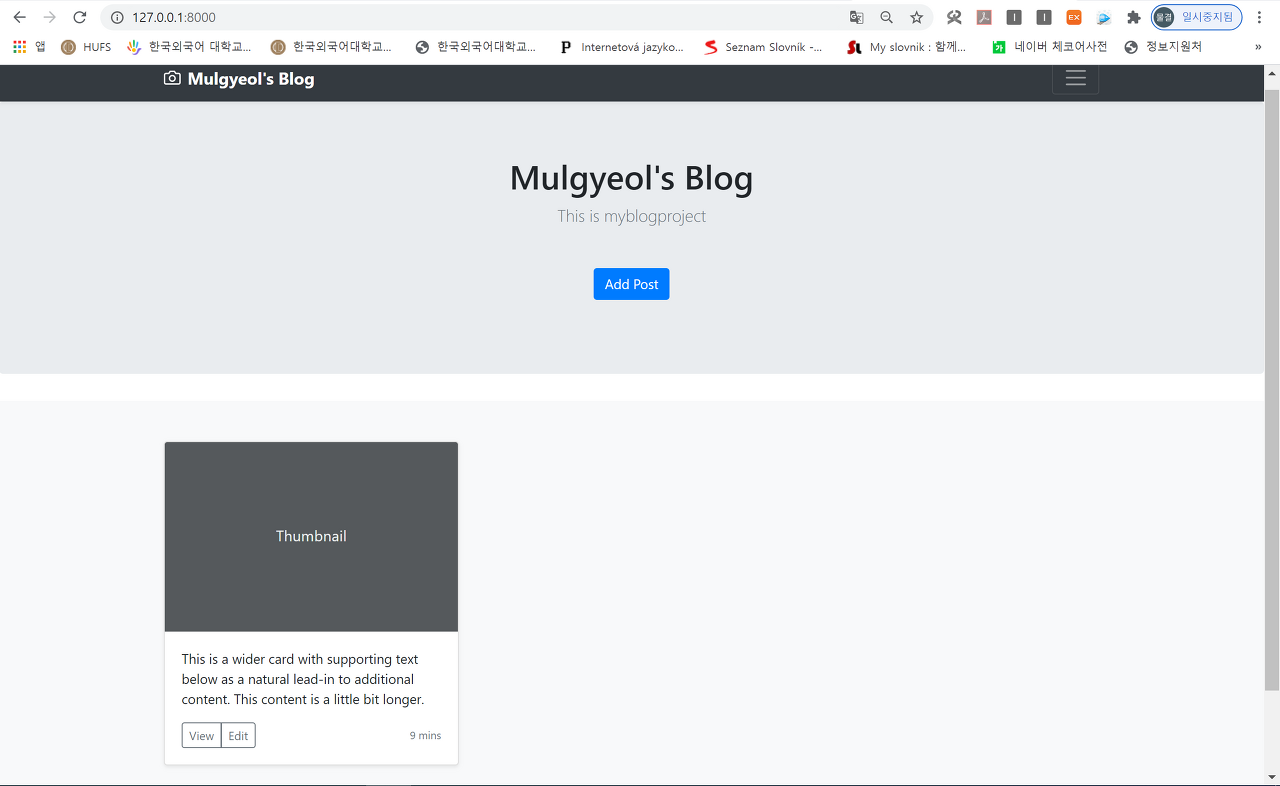 127.0.0.1:8000
EX
물결
일시중지됨
앱
HUFS
한국외국어 대학교...
한국외국어대학교...
한국외국어대학교...
Internetová jazyko...
Seznam Slovník -...
My slovník : 함께...
네이버 체코어사전
정보지원처
»
Mulgyeol's Blog
Mulgyeol's Blog
This is myblogproject
Add Post
Thumbnail
This is a wider card with supporting text
below as a natural lead-in to additional
content. This content is a little bit longer.
View
Edit
9 mins